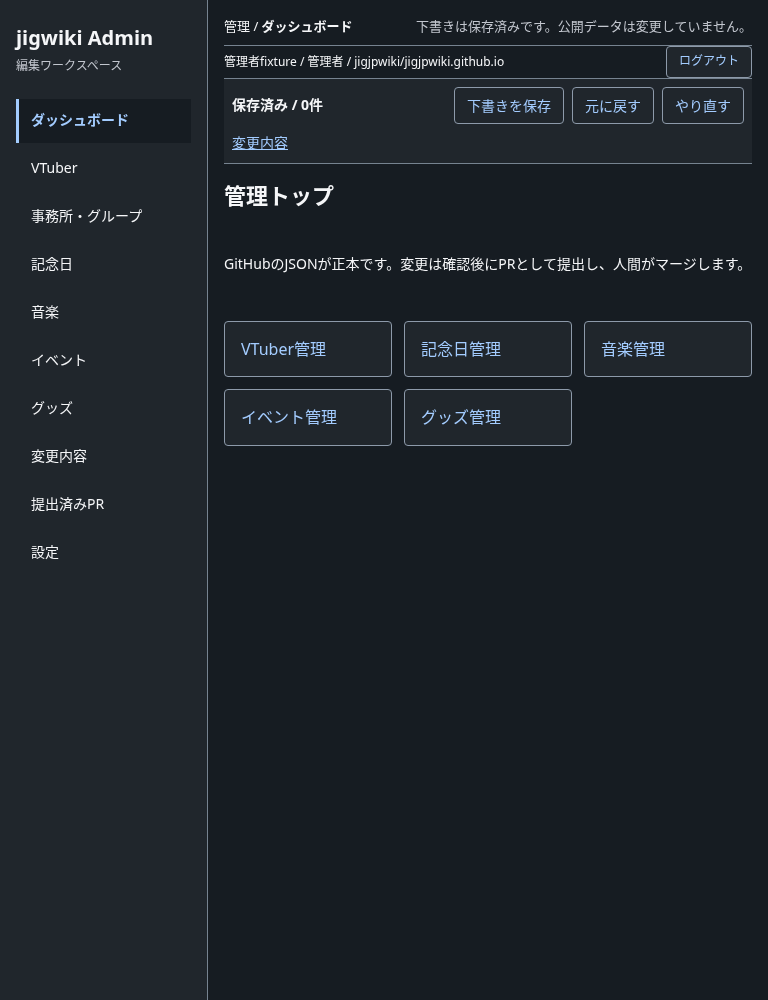 jigwiki Admin
編集ワークスペース
ダッシュボード
VTuber
事務所・グループ
記念日
音楽
イベント
グッズ
変更内容
提出済みPR
設定
管理 / ダッシュボード
下書きは保存済みです。公開データは変更していません。
管理者fixture / 管理者 / jigjpwiki/jigjpwiki.github.io
ログアウト
保存済み / 0件
下書きを保存
元に戻す
やり直す
変更内容
管理トップ
GitHubのJSONが正本です。変更は確認後にPRとして提出し、人間がマージします。
VTuber管理
記念日管理
音楽管理
イベント管理
グッズ管理